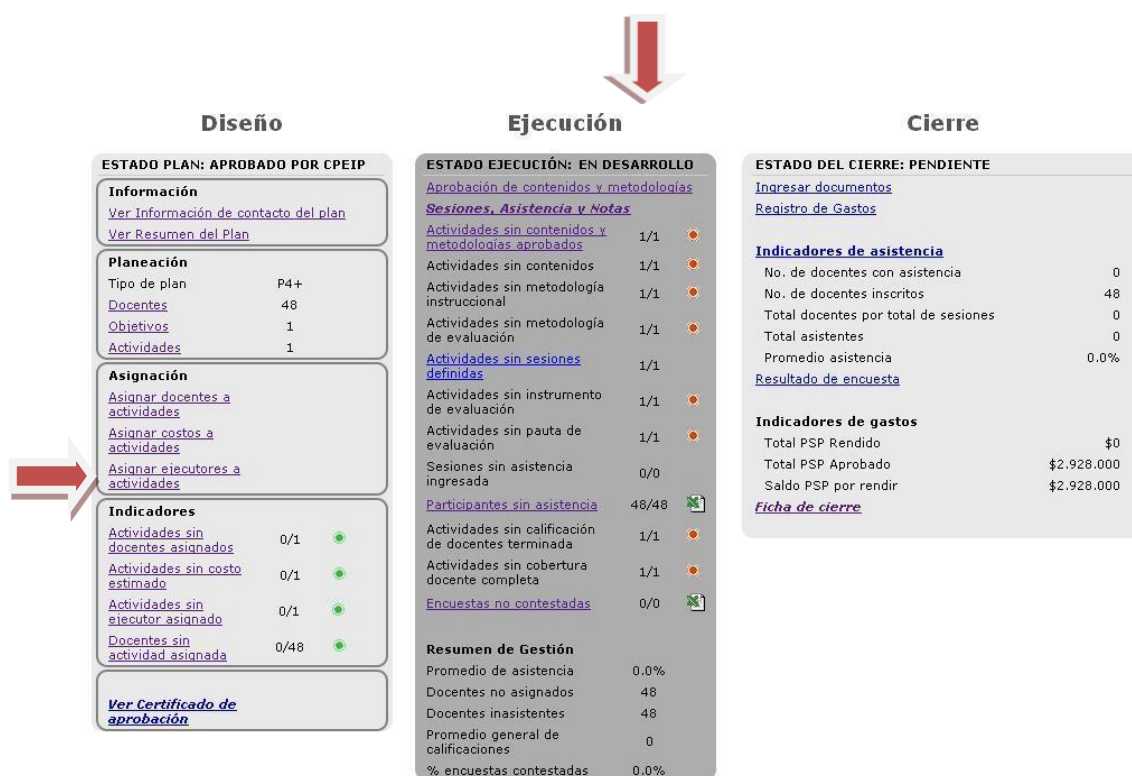 Diseño
ESTADO PLAN: APROBADO POR CPEIP
Información
Ver Información de contacto del plan
Ver Resumen del Plan
Planeación
Tipo de plan P4+
Docentes 48
Objetivos 1
Actividades 1
Asignación
Asignar docentes a
actividades
Asignar costos a
actividades
Asignar ejecutores a
actividades
Indicadores
Actividades sin
docentes asignados 0/1
Actividades sin costo
estimado 0/1
Actividades sin
ejecutor asignado 0/1
Docentes sin
actividad asignada 0/48
Ver Certificado de
aprobación
Ejecución
ESTADO EJECUCIÓN: EN DESARROLLO
Aprobación de contenidos y metodologías
Sesiones, Asistencia y Notas
Actividades sin contenidos y
metodologías aprobados 1/1
Actividades sin contenidos 1/1
Actividades sin metodología
instruccional 1/1
Actividades sin metodología
de evaluación 1/1
Actividades sin sesiones
definidas 1/1
Actividades sin instrumento
de evaluación 1/1
Actividades sin pauta de
evaluación 1/1
Sesiones sin asistencia
ingresada 0/0
Participantes sin asistencia 48/48
Actividades sin calificación
de docentes terminada 1/1
Actividades sin cobertura
docente completa 1/1
Encuestas no contestadas 0/0
Resumen de Gestión
Promedio de asistencia 0.0%
Docentes no asignados 48
Docentes inasistentes 48
Promedio general de
calificaciones 0
% encuestas contestadas 0.0%
Cierre
ESTADO DEL CIERRE: PENDIENTE
Ingresar documentos
Registro de Gastos
Indicadores de asistencia
No. de docentes con asistencia 0
No. de docentes inscritos 48
Total docentes por total de sesiones 0
Total asistentes 0
Promedio asistencia 0.0%
Resultado de encuesta
Indicadores de gastos
Total PSP Rendido $0
Total PSP Aprobado $2.928.000
Saldo PSP por rendir $2.928.000
Ficha de cierre